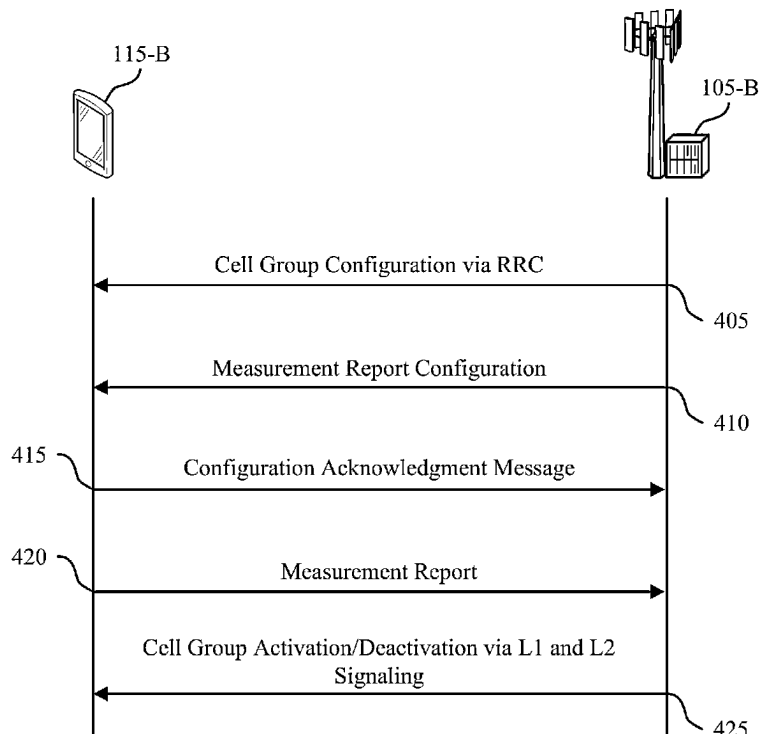 115-B
105-B
Cell Group Configuration via RRC
405
Measurement Report Configuration
410
415
Configuration Acknowledgment Message
420
Measurement Report
Cell Group Activation/Deactivation via L1 and L2
Signaling
425